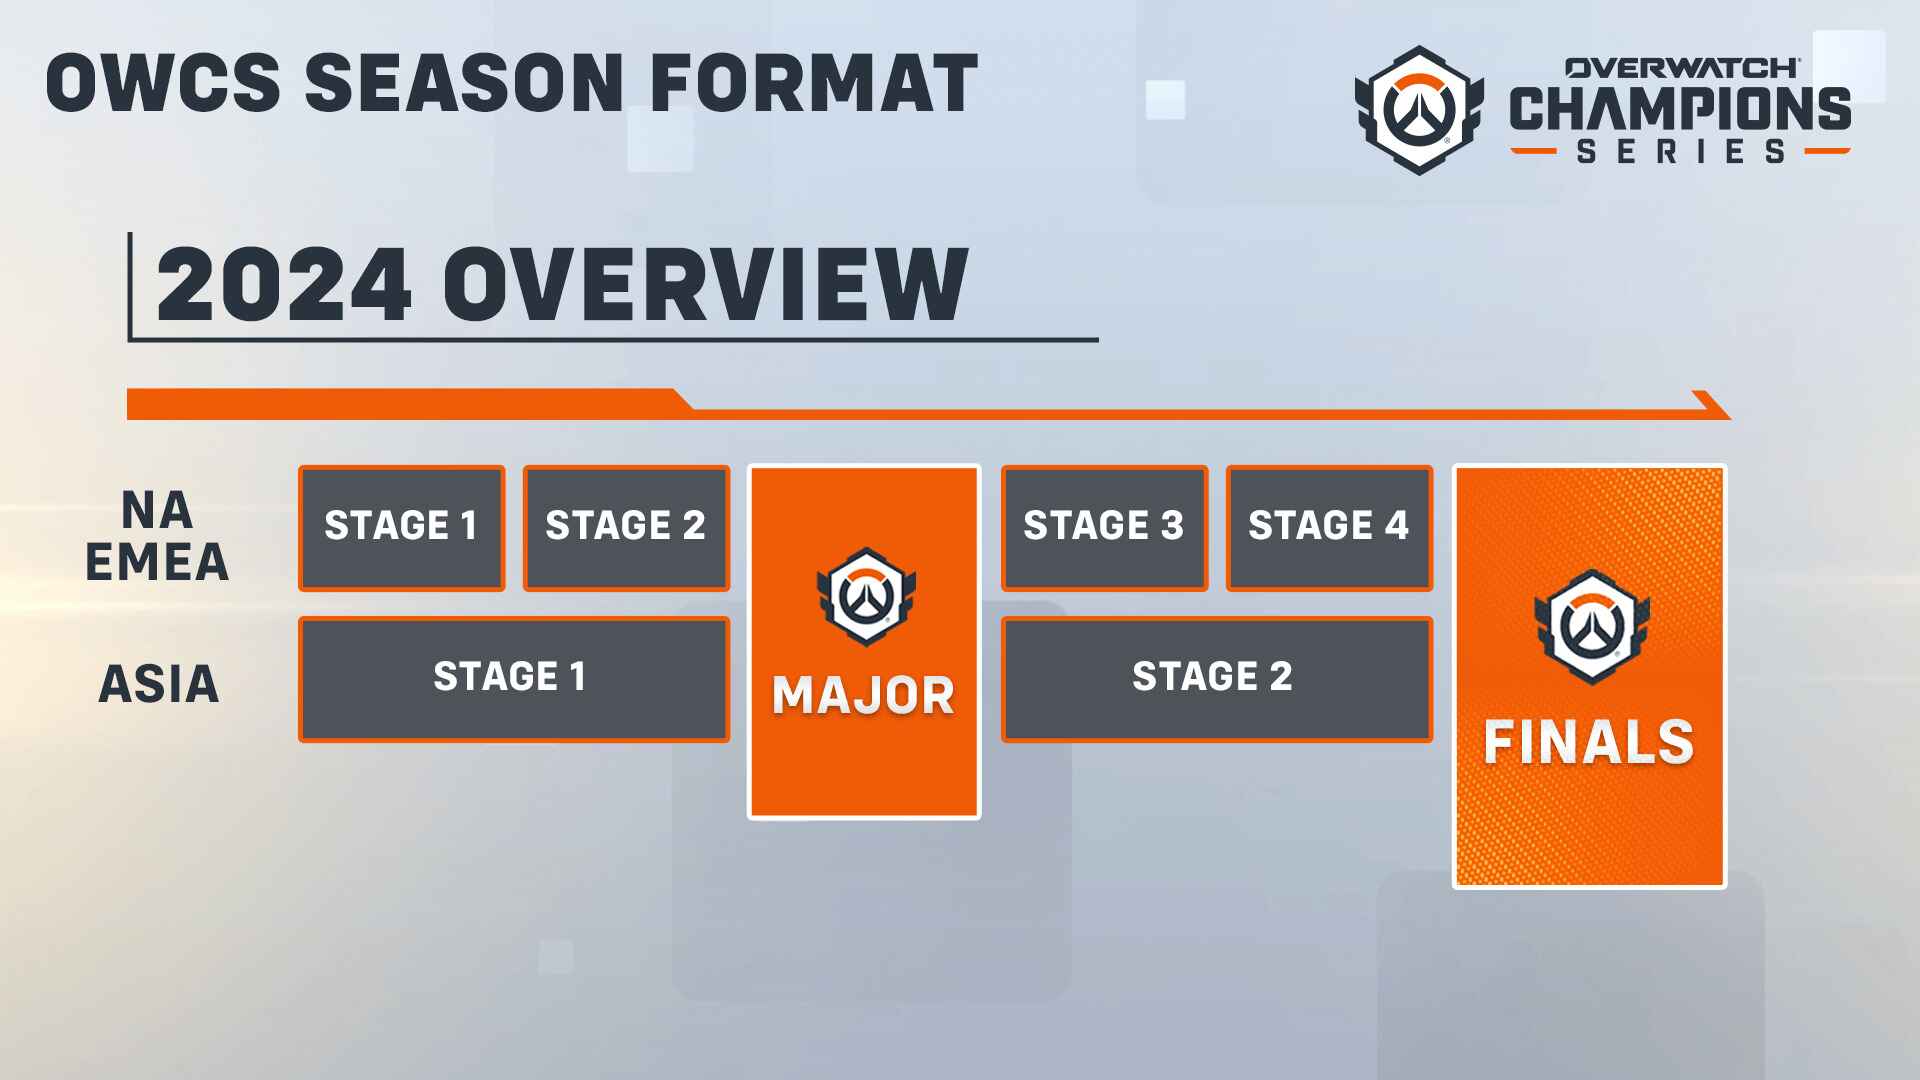 OWCS SEASON FORMAT
OVERWATCH
CHAMPIONS
SERIES
2024 OVERVIEW
NA
EMEA
STAGE 1
STAGE 2
MAJOR
STAGE 3
STAGE 4
FINALS
ASIA
STAGE 1
STAGE 2